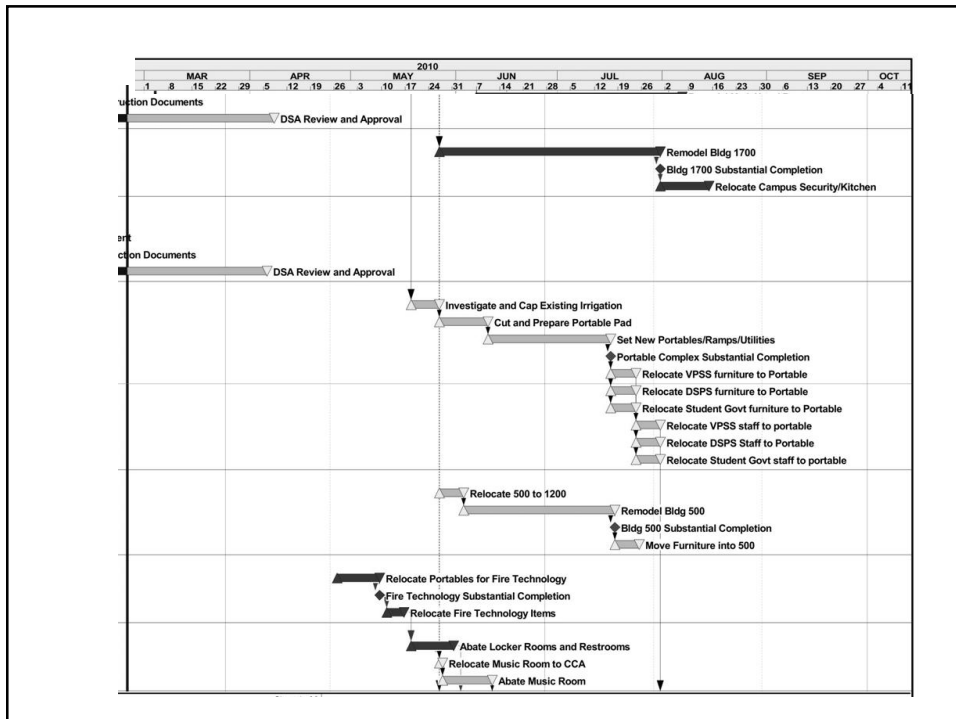 2010
MAR APR MAY JUN JUL AUG SEP OCT
1 8 15 22 29 5 12 19 26 3 10 17 24 31 7 14 21 28 5 12 19 26 2 9 16 23 30 6 13 20 27 4 11
ruction Documents
DSA Review and Approval
Remodel Bldg 1700
Bldg 1700 Substantial Completion
Relocate Campus Security/Kitchen
ent
ction Documents
DSA Review and Approval
Investigate and Cap Existing Irrigation
Cut and Prepare Portable Pad
Set New Portables/Ramps/Utilities
Portable Complex Substantial Completion
Relocate VPSS furniture to Portable
Relocate DSPS furniture to Portable
Relocate Student Govt furniture to Portable
Relocate VPSS staff to portable
Relocate DSPS Staff to Portable
Relocate Student Govt staff to portable
Relocate 500 to 1200
Remodel Bldg 500
Bldg 500 Substantial Completion
Move Furniture into 500
Relocate Portables for Fire Technology
Fire Technology Substantial Completion
Relocate Fire Technology Items
Abate Locker Rooms and Restrooms
Relocate Music Room to CCA
Abate Music Room